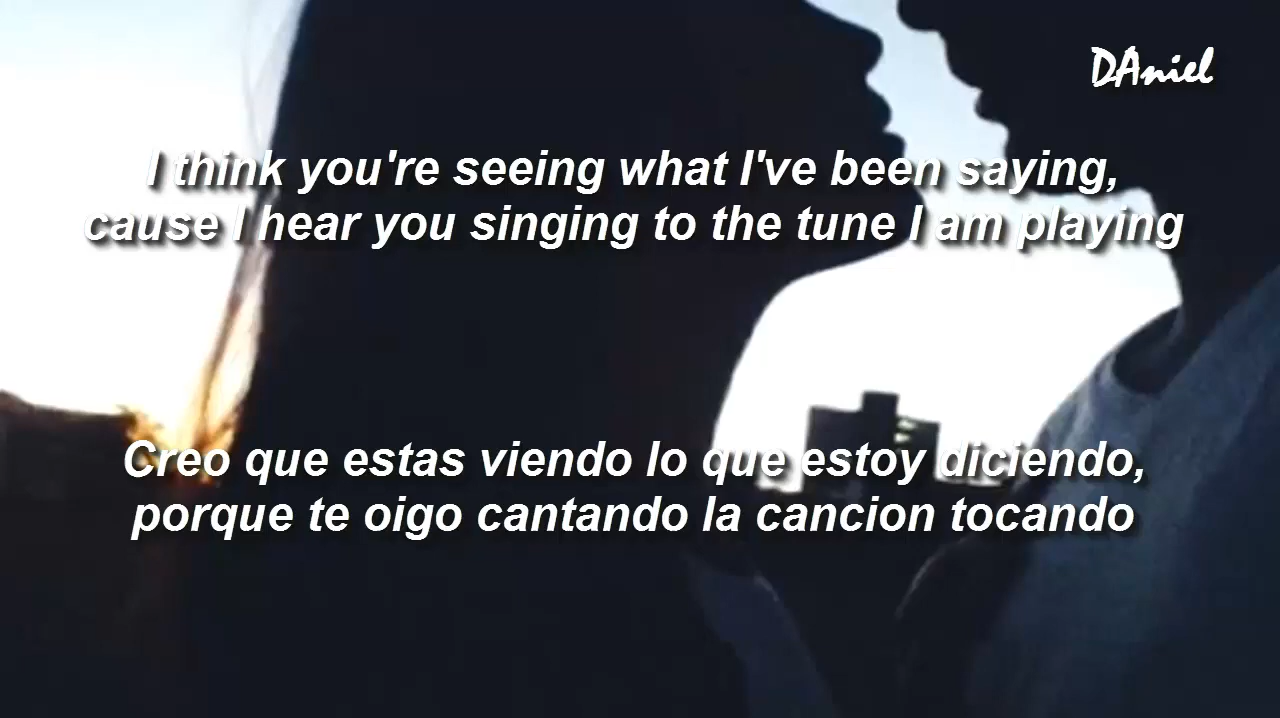 DAniel
I think you're seeing what I've been saying,
cause I hear you singing to the tune I am playing
Creo que estas viendo lo que estoy diciendo,
porque te oigo cantando la cancion tocando